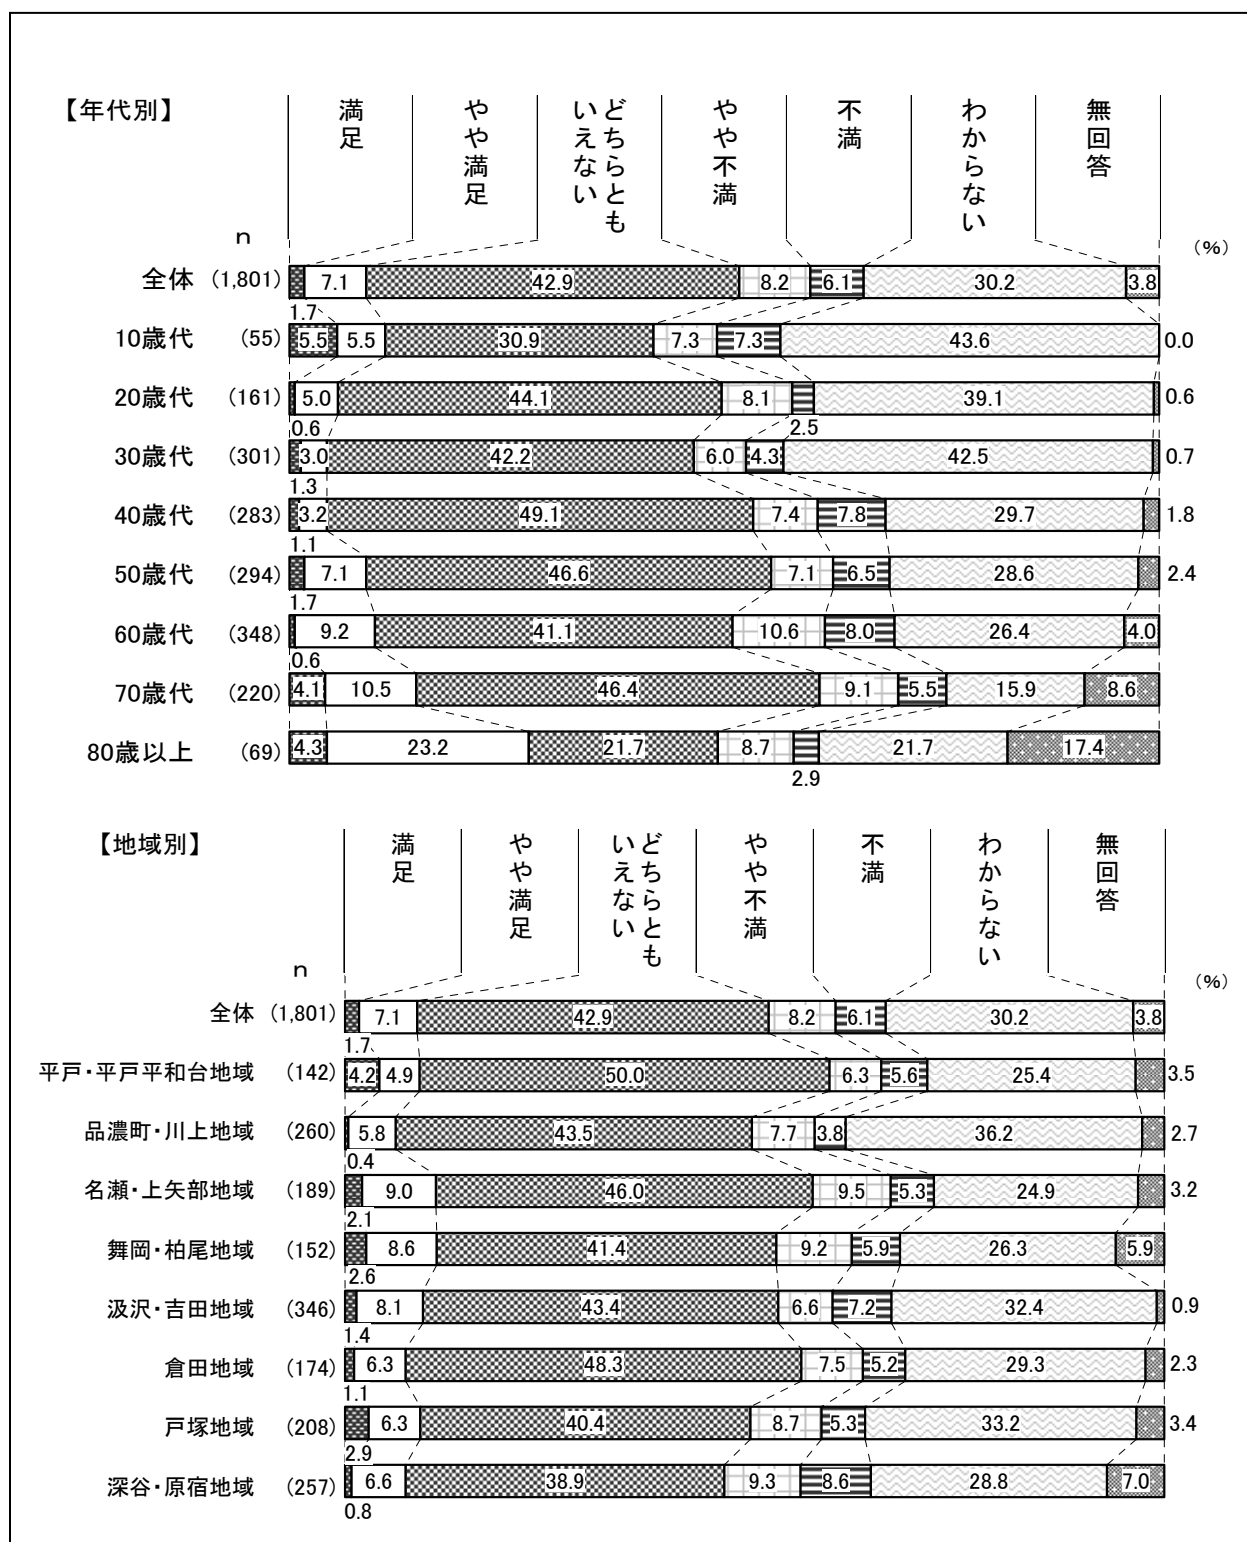 【年代別】
満足
やや満足
どちらとも
いえない
やや不満
不満
わからない
無回答
n
(%)
全体 (1,801) 7.1 42.9 8.2 6.1 30.2 3.8
1.7
10歳代 (55) 5.5 5.5 30.9 7.3 7.3 43.6 0.0
20歳代 (161) 5.0 44.1 8.1 39.1 0.6
0.6 2.5
30歳代 (301) 3.0 42.2 6.0 4.3 42.5 0.7
1.3
40歳代 (283) 3.2 49.1 7.4 7.8 29.7 1.8
1.1
50歳代 (294) 7.1 46.6 7.1 6.5 28.6 2.4
1.7
60歳代 (348) 9.2 41.1 10.6 8.0 26.4 4.0
0.6
70歳代 (220) 4.1 10.5 46.4 9.1 5.5 15.9 8.6
80歳以上 (69) 4.3 23.2 21.7 8.7 21.7 17.4
2.9
【地域別】
満足
やや満足
どちらとも
いえない
やや不満
不満
わからない
無回答
n
(%)
全体 (1,801) 7.1 42.9 8.2 6.1 30.2 3.8
1.7
平戸・平戸平和台地域 (142) 4.2 4.9 50.0 6.3 5.6 25.4 3.5
品濃町・川上地域 (260) 5.8 43.5 7.7 3.8 36.2 2.7
0.4
名瀬・上矢部地域 (189) 9.0 46.0 9.5 5.3 24.9 3.2
2.1
舞岡・柏尾地域 (152) 8.6 41.4 9.2 5.9 26.3 5.9
2.6
汲沢・吉田地域 (346) 8.1 43.4 6.6 7.2 32.4 0.9
1.4
倉田地域 (174) 6.3 48.3 7.5 5.2 29.3 2.3
1.1
戸塚地域 (208) 6.3 40.4 8.7 5.3 33.2 3.4
2.9
深谷・原宿地域 (257) 6.6 38.9 9.3 8.6 28.8 7.0
0.8